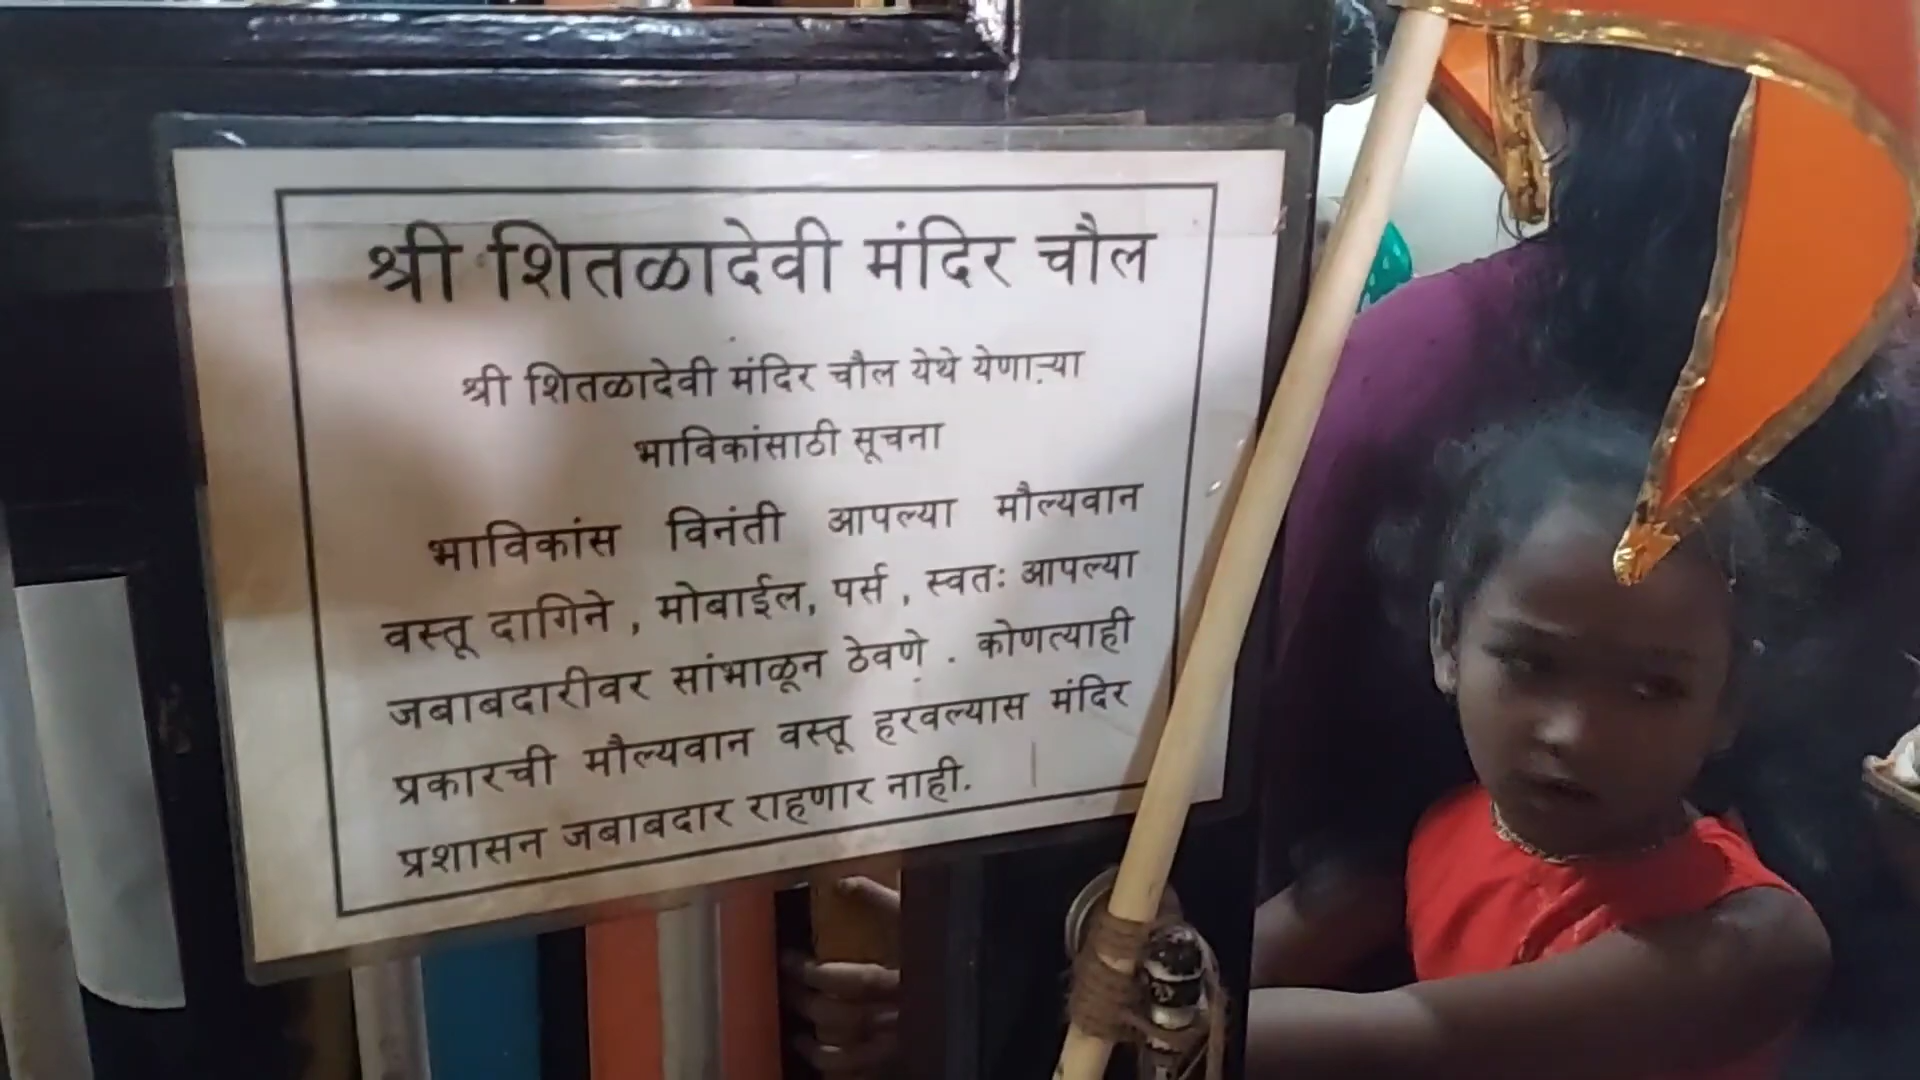 श्री शितळादेवी मंदिर चौल
श्री शितळादेवी मंदिर चौल येथे येणाऱ्या
भाविकांसाठी सूचना
भाविकांस विनंती आपल्या मौल्यवान
वस्तू दागिने , मोबाईल, पर्स , स्वतः आपल्या
जबाबदारीवर सांभाळून ठेवणे . कोणत्याही
प्रकारची मौल्यवान वस्तू हरवल्यास मंदिर
प्रशासन जबाबदार राहणार नाही.